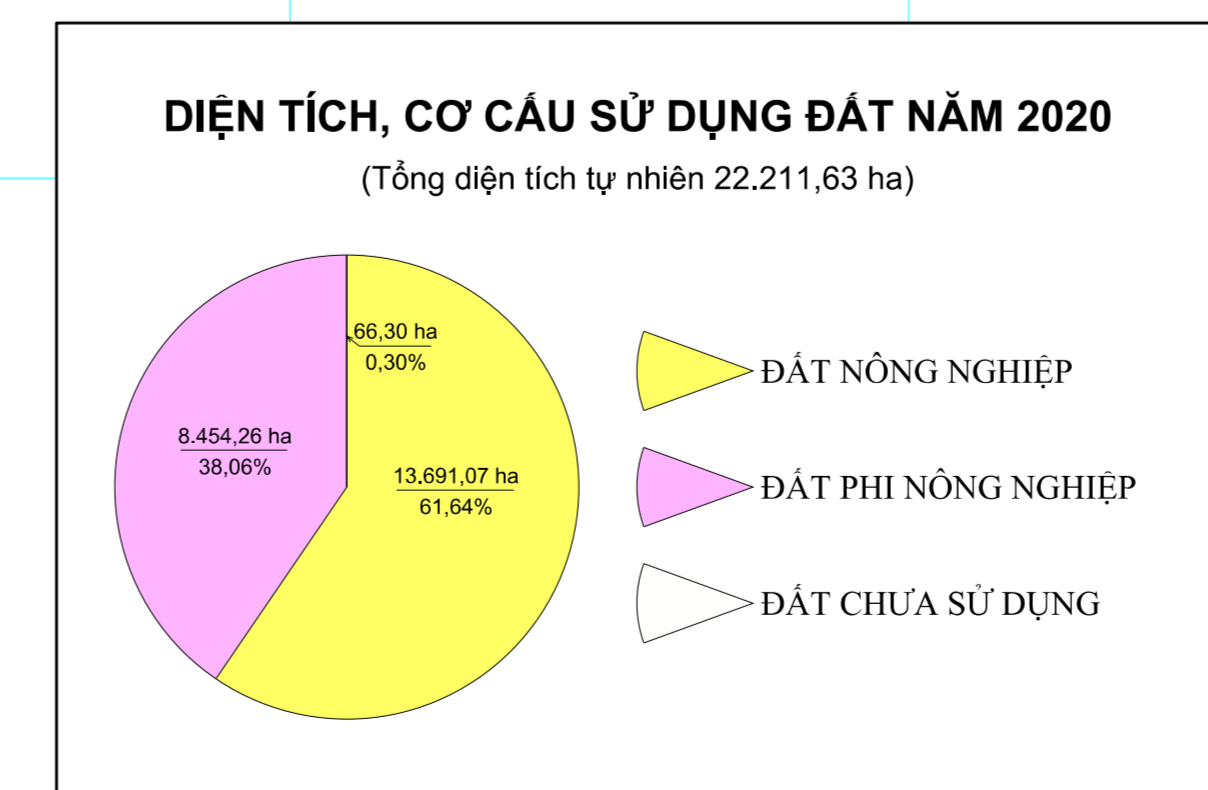 DIỆN TÍCH, CƠ CẤU SỬ DỤNG ĐẤT NĂM 2020
(Tổng diện tích tự nhiên 22.211,63 ha)
66,30 ha
0,30%
8.454,26 ha
38,06%
13.691,07 ha
61,64%
ĐẤT NÔNG NGHIỆP
ĐẤT PHI NÔNG NGHIỆP
ĐẤT CHƯA SỬ DỤNG